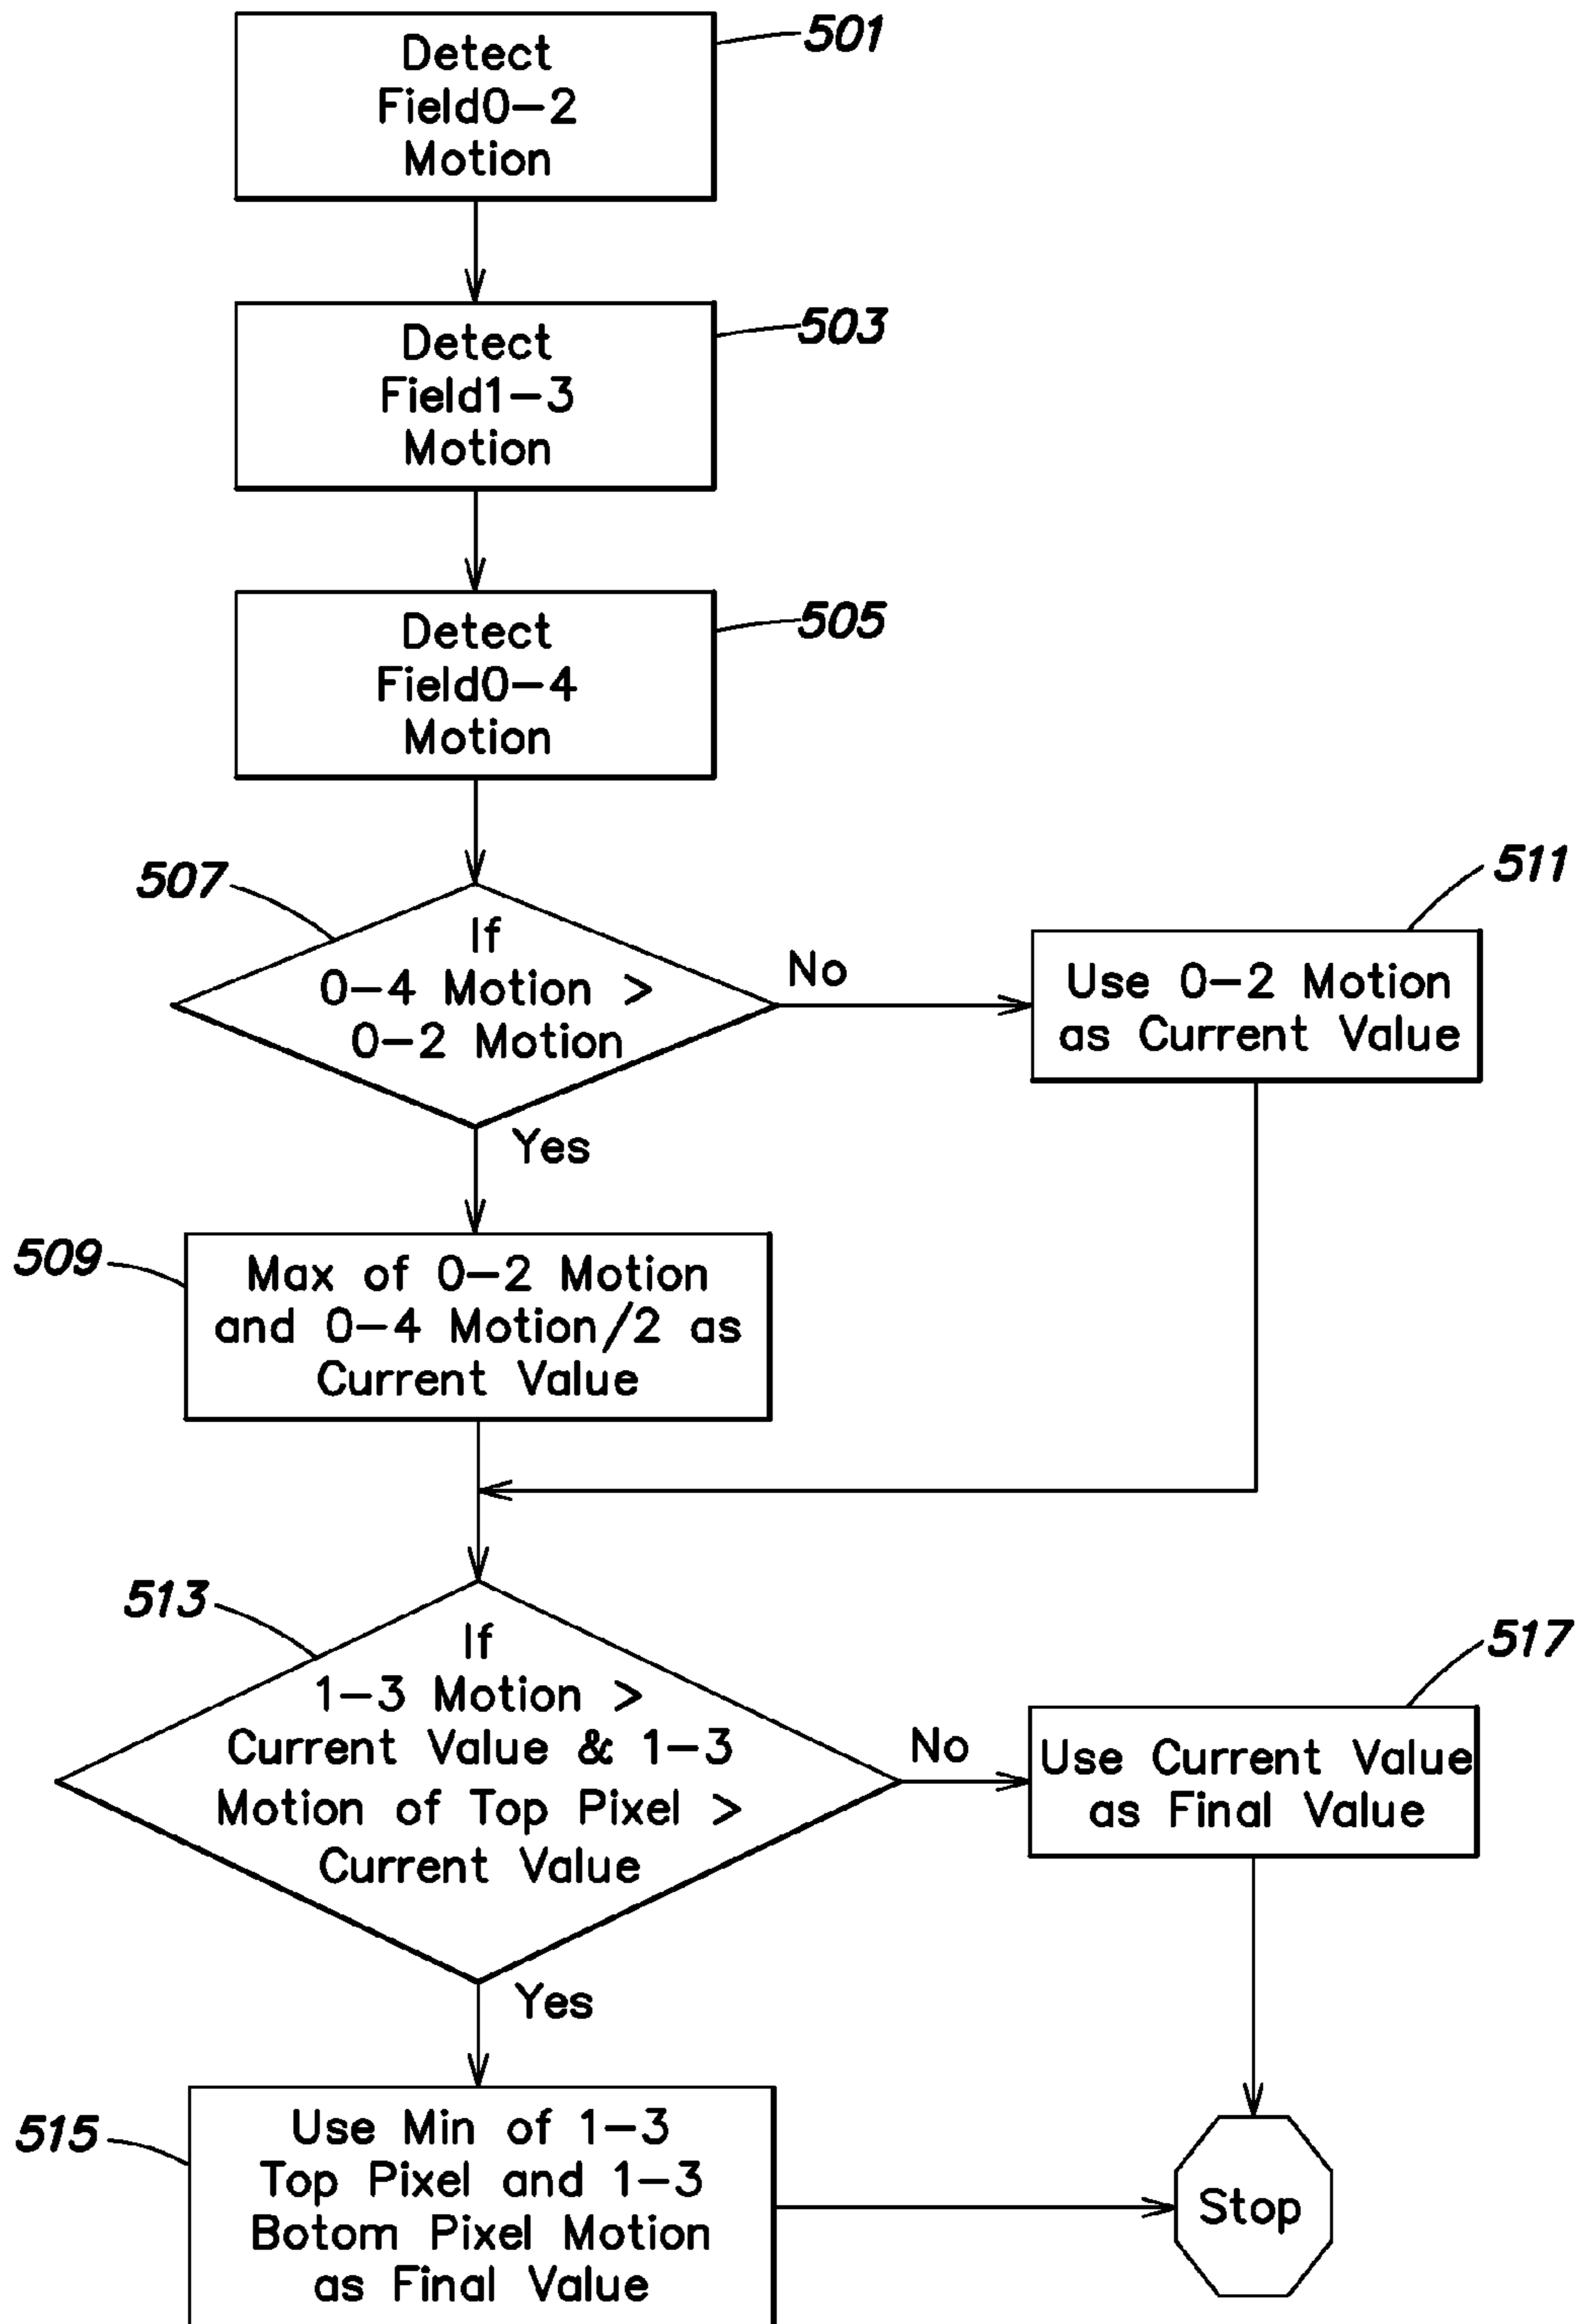 Detect
Field0-2
Motion
501
Detect
Field1-3
Motion
503
Detect
Field0-4
Motion
505
507
If
0-4 Motion >
0-2 Motion
No
511
Use 0-2 Motion
as Current Value
Yes
509
Max of 0-2 Motion
and 0-4 Motion/2 as
Current Value
513
If
1-3 Motion >
Current Value & 1-3
Motion of Top Pixel >
Current Value
No
517
Use Current Value
as Final Value
Yes
515
Use Min of 1-3
Top Pixel and 1-3
Botom Pixel Motion
as Final Value
Stop